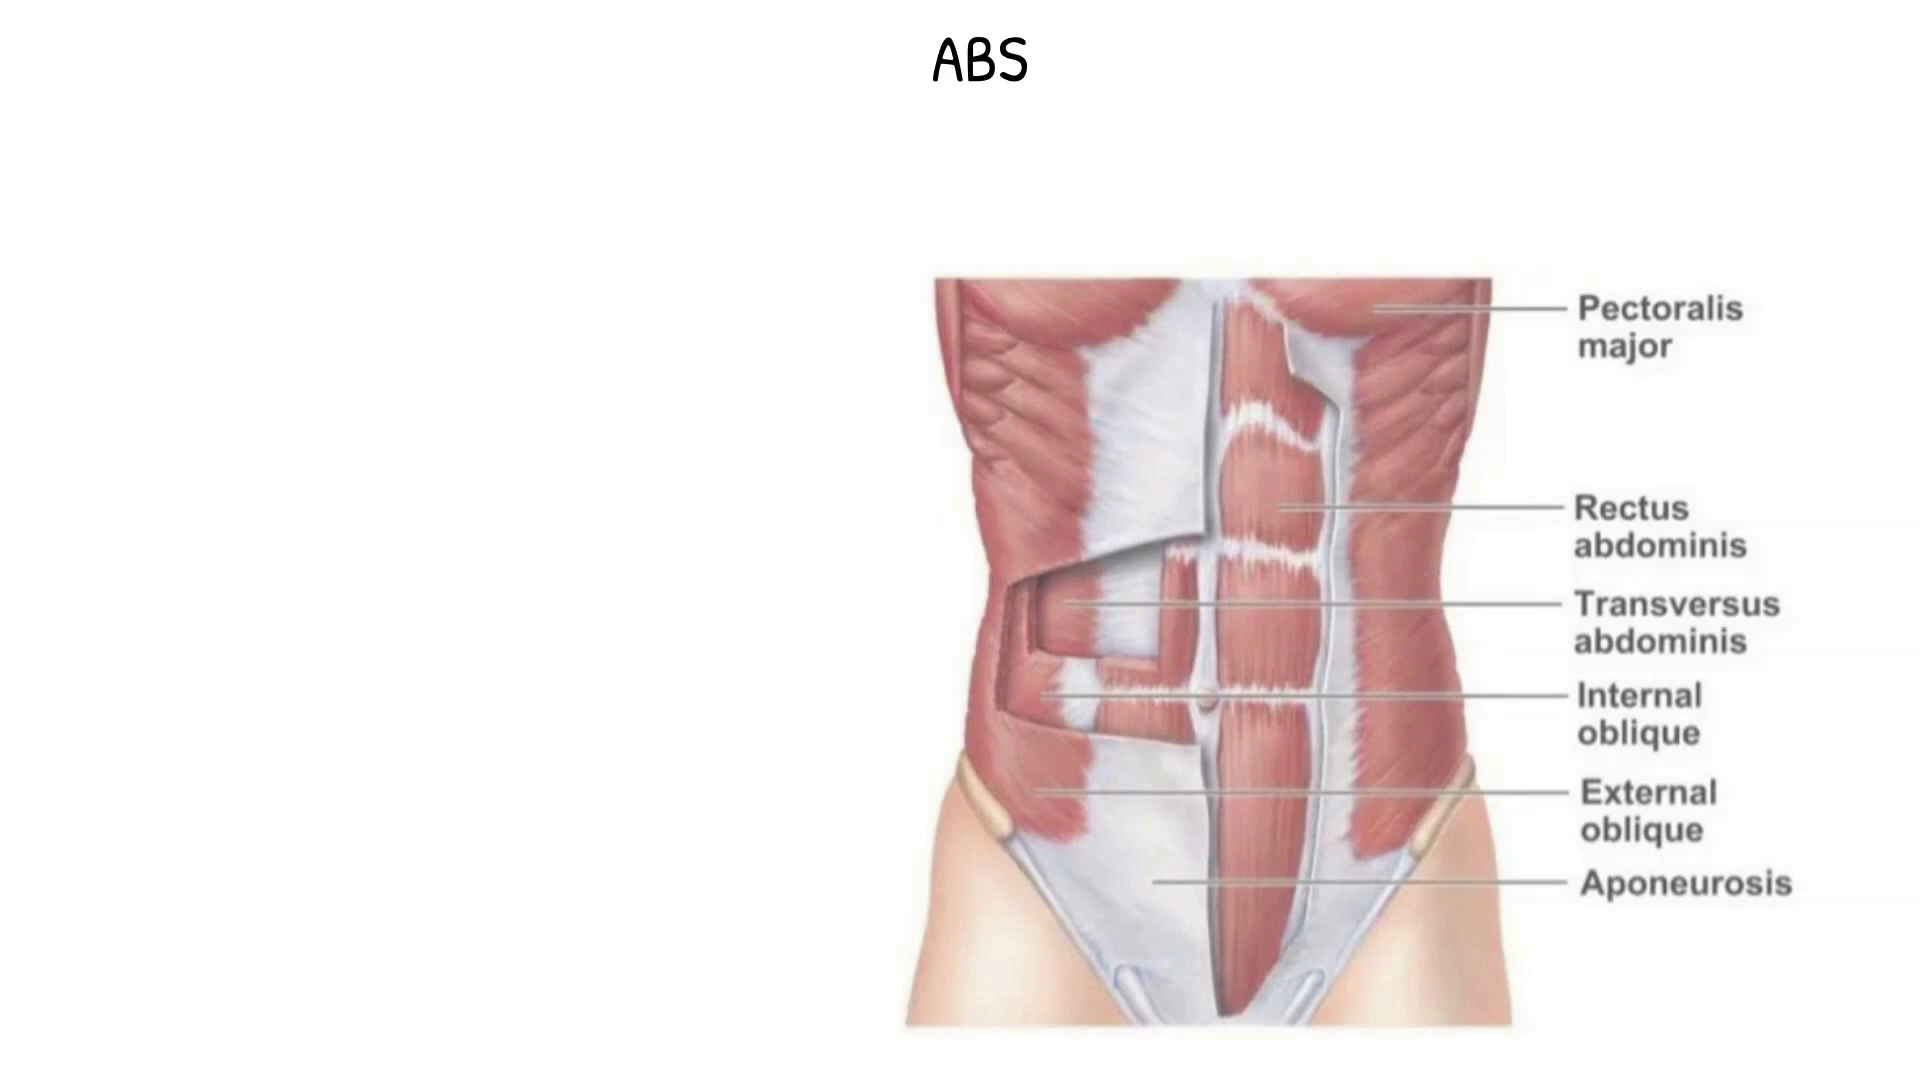 ABS
Pectoralis
major
Rectus
abdominis
Transversus
abdominis
Internal
oblique
External
oblique
Aponeurosis